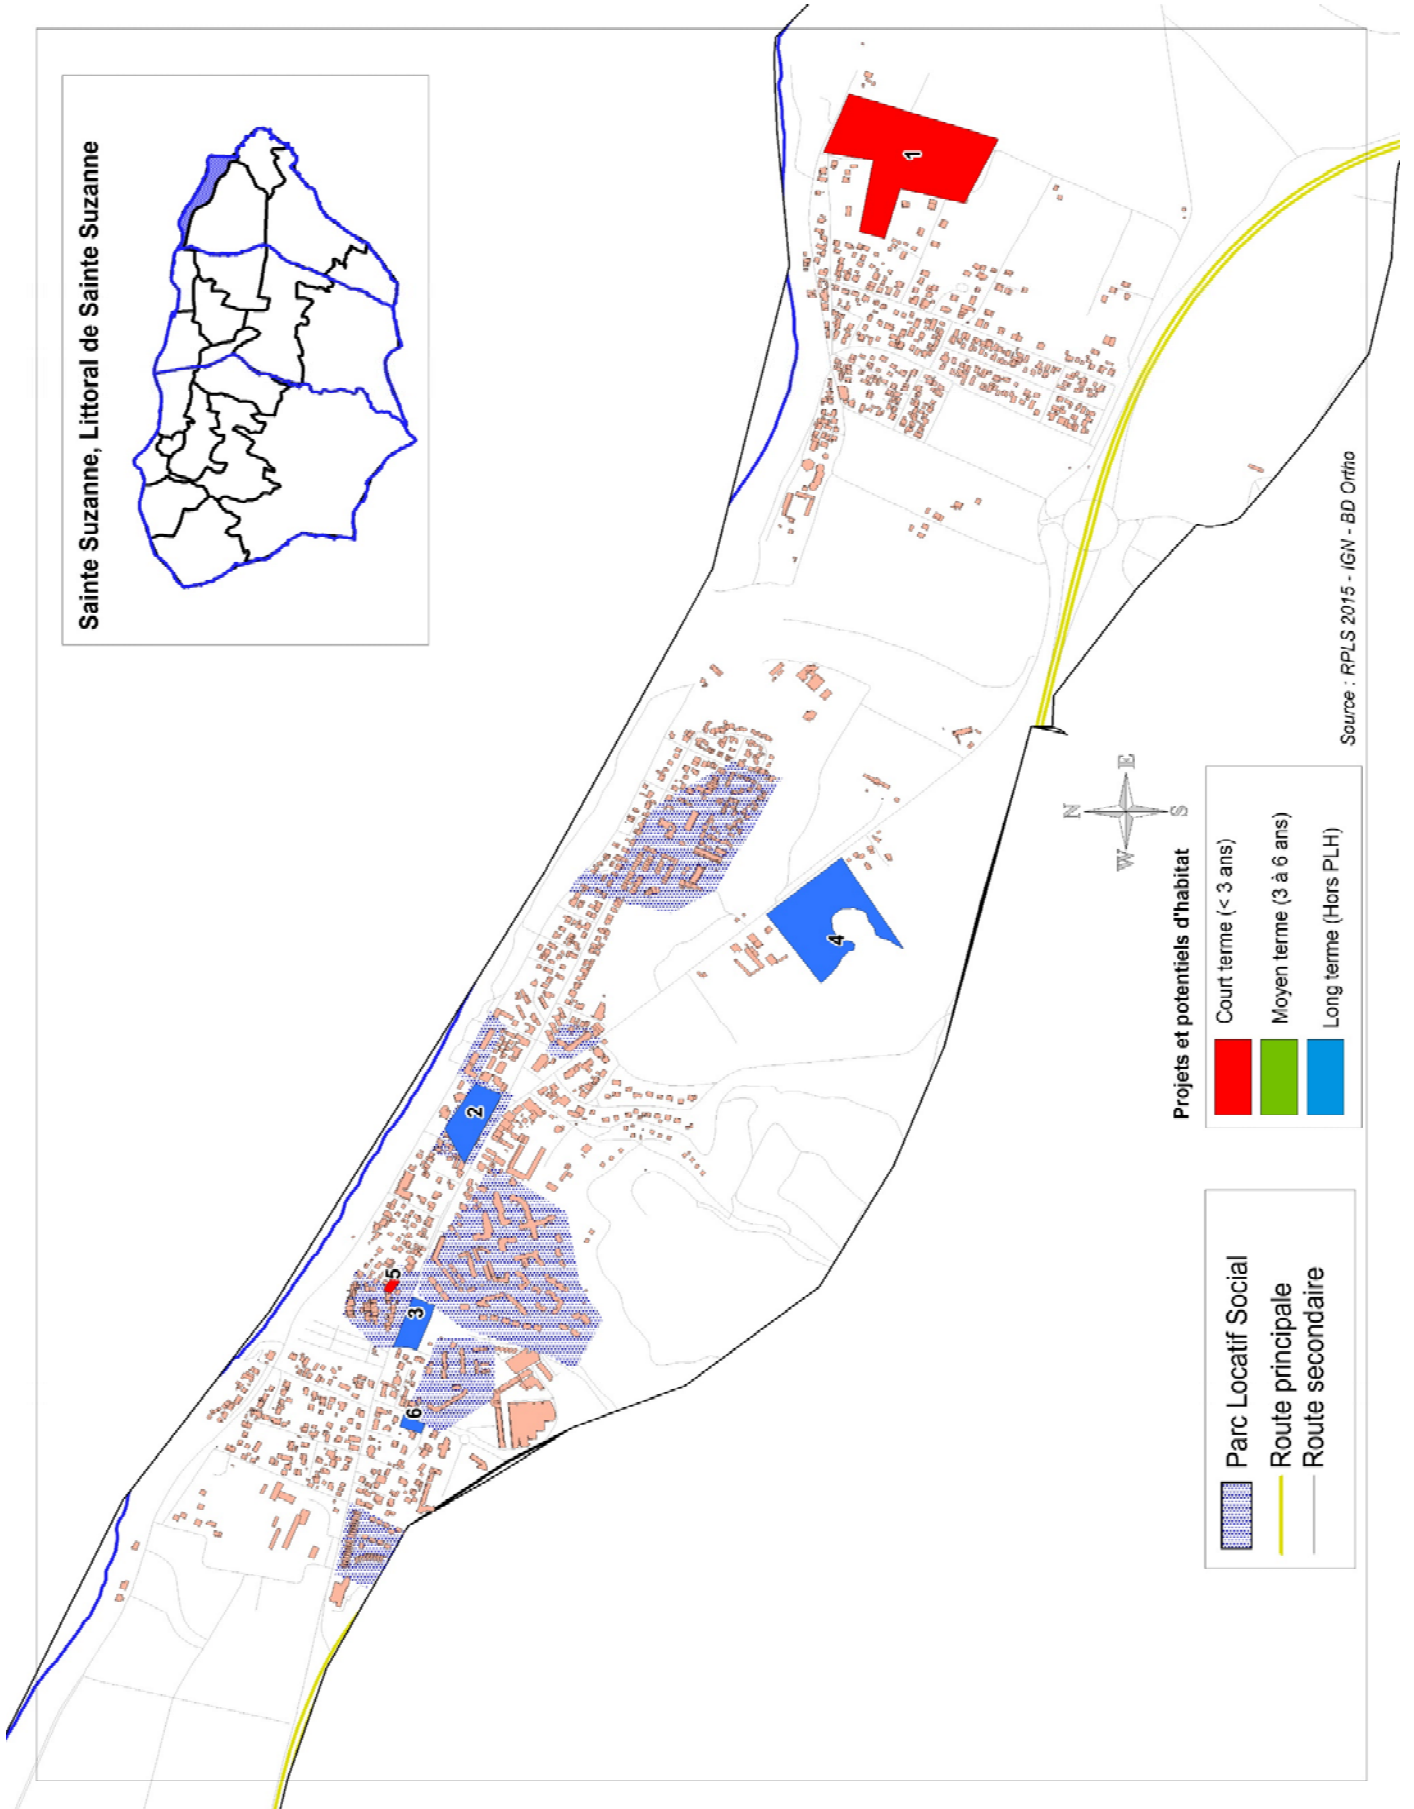 Sainte Suzanne, Littoral de Sainte Suzanne
1
2
3
4
5
6
N
W
E
S
Parc Locatif Social
Route principale
Route secondaire
Projets et potentiels d'habitat
Court terme (< 3 ans)
Moyen terme (3 à 6 ans)
Long terme (Hors PLH)
Source : RPLS 2015 - IGN - BD Ortho